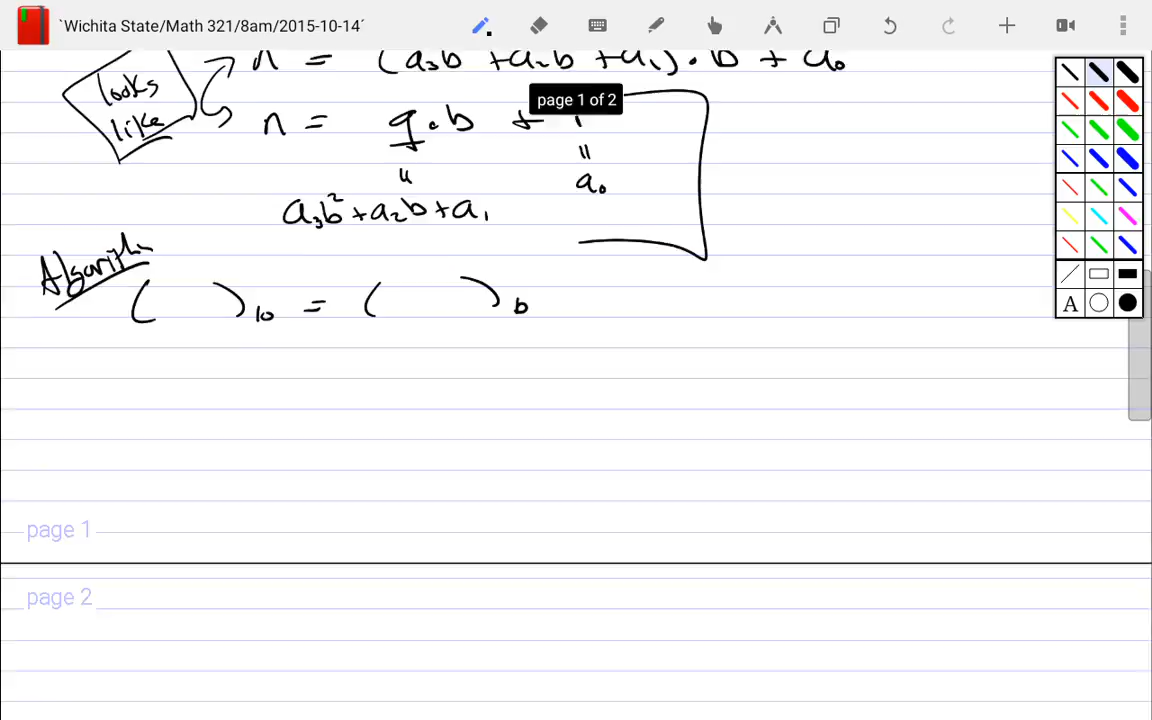 `Wichita State/Math 321/8am/2015-10-14´
n = (a₃b + a₂b + a₁) · b + a₀
looks
like
page 1 of 2
n = q · b +
"
"
a₀
a₃b² + a₂b + a₁
Algorithm
( )₁₀ = ( )b
page 1
page 2
A